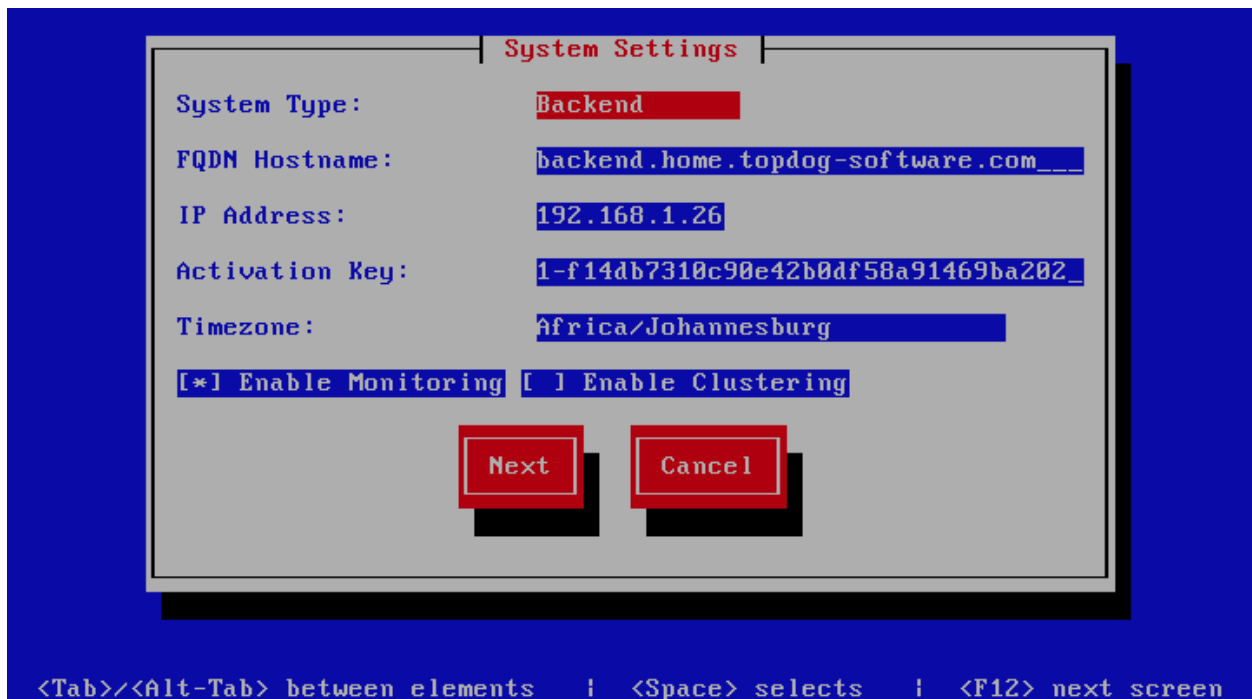 System Settings
System Type: Backend
FQDN Hostname: backend.home.topdog-software.com___
IP Address: 192.168.1.26
Activation Key: 1-f14db7310c90e42b0df58a91469ba202_
Timezone: Africa/Johannesburg
[*] Enable Monitoring [ ] Enable Clustering
Next Cancel
<Tab>/<Alt-Tab> between elements | <Space> selects | <F12> next screen